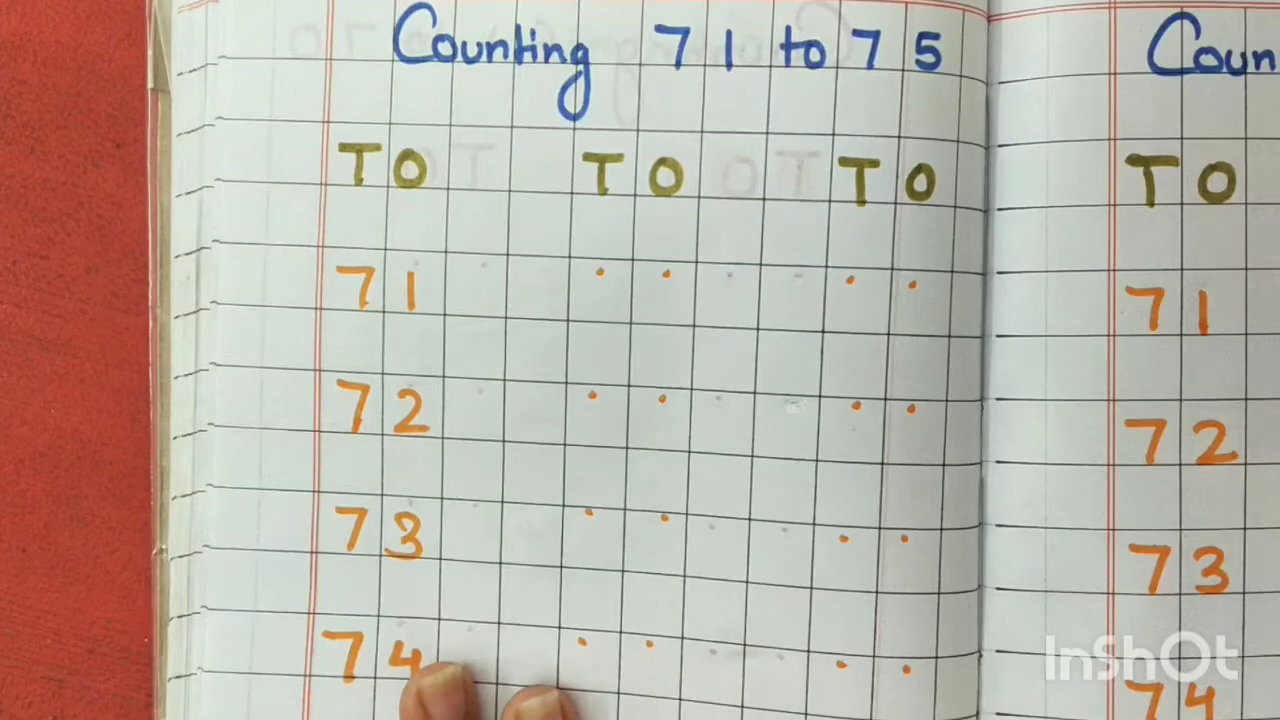 Counting 71 to 75
T O T O T O
71
72
73
74
Coun
T O
71
72
73
74
InShOt